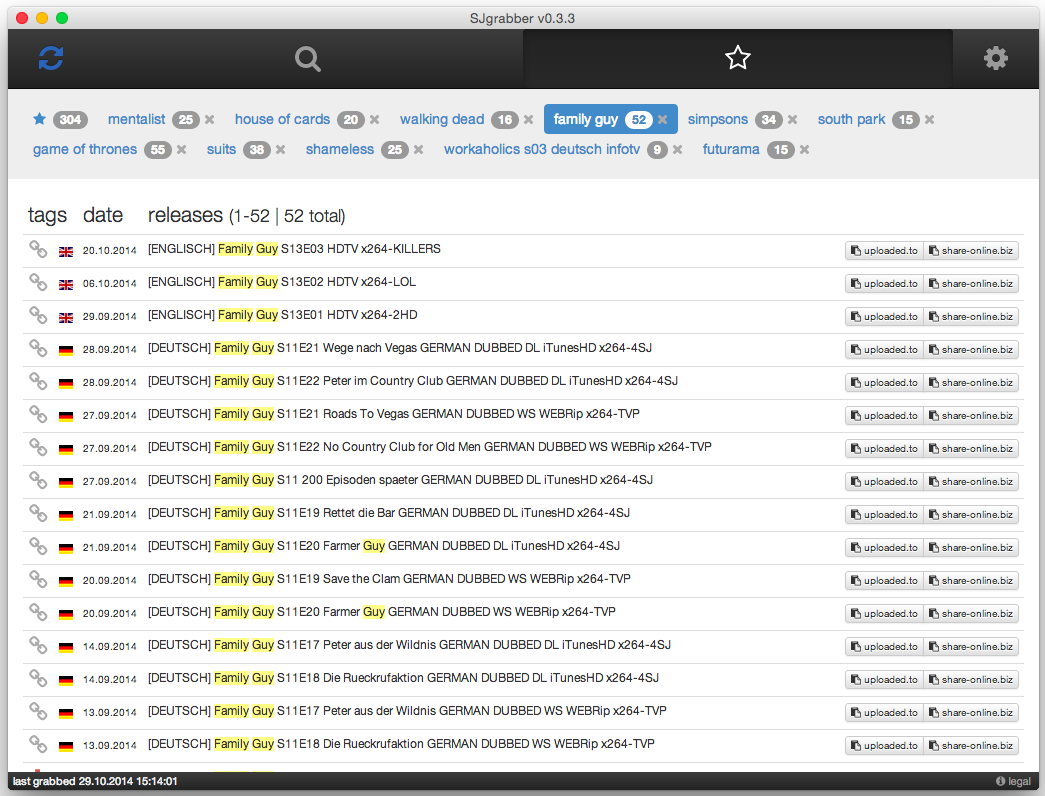 SJgrabber v0.3.3
304 mentalist 25 house of cards 20 walking dead 16 family guy 52 simpsons 34 south park 15
game of thrones 55 suits 38 shameless 25 workaholics s03 deutsch infotv 9 futurama 15
tags date releases (1-52 | 52 total)
20.10.2014 [ENGLISCH] Family Guy S13E03 HDTV x264-KILLERS uploaded.to share-online.biz
06.10.2014 [ENGLISCH] Family Guy S13E02 HDTV x264-LOL uploaded.to share-online.biz
29.09.2014 [ENGLISCH] Family Guy S13E01 HDTV x264-2HD uploaded.to share-online.biz
28.09.2014 [DEUTSCH] Family Guy S11E21 Wege nach Vegas GERMAN DUBBED DL iTunesHD x264-4SJ uploaded.to share-online.biz
28.09.2014 [DEUTSCH] Family Guy S11E22 Peter im Country Club GERMAN DUBBED DL iTunesHD x264-4SJ uploaded.to share-online.biz
27.09.2014 [DEUTSCH] Family Guy S11E21 Roads To Vegas GERMAN DUBBED WS WEBRip x264-TVP uploaded.to share-online.biz
27.09.2014 [DEUTSCH] Family Guy S11E22 No Country Club for Old Men GERMAN DUBBED WS WEBRip x264-TVP uploaded.to share-online.biz
27.09.2014 [DEUTSCH] Family Guy S11 200 Episoden spaeter GERMAN DUBBED DL iTunesHD x264-4SJ uploaded.to share-online.biz
21.09.2014 [DEUTSCH] Family Guy S11E19 Rettet die Bar GERMAN DUBBED DL iTunesHD x264-4SJ uploaded.to share-online.biz
21.09.2014 [DEUTSCH] Family Guy S11E20 Farmer Guy GERMAN DUBBED DL iTunesHD x264-4SJ uploaded.to share-online.biz
20.09.2014 [DEUTSCH] Family Guy S11E19 Save the Clam GERMAN DUBBED WS WEBRip x264-TVP uploaded.to share-online.biz
20.09.2014 [DEUTSCH] Family Guy S11E20 Farmer Guy GERMAN DUBBED WS WEBRip x264-TVP uploaded.to share-online.biz
14.09.2014 [DEUTSCH] Family Guy S11E17 Peter aus der Wildnis GERMAN DUBBED DL iTunesHD x264-4SJ uploaded.to share-online.biz
14.09.2014 [DEUTSCH] Family Guy S11E18 Die Rueckrufaktion GERMAN DUBBED DL iTunesHD x264-4SJ uploaded.to share-online.biz
13.09.2014 [DEUTSCH] Family Guy S11E17 Peter aus der Wildnis GERMAN DUBBED WS WEBRip x264-TVP uploaded.to share-online.biz
13.09.2014 [DEUTSCH] Family Guy S11E18 Die Rueckrufaktion GERMAN DUBBED WS WEBRip x264-TVP uploaded.to share-online.biz
last grabbed 29.10.2014 15:14:01 legal